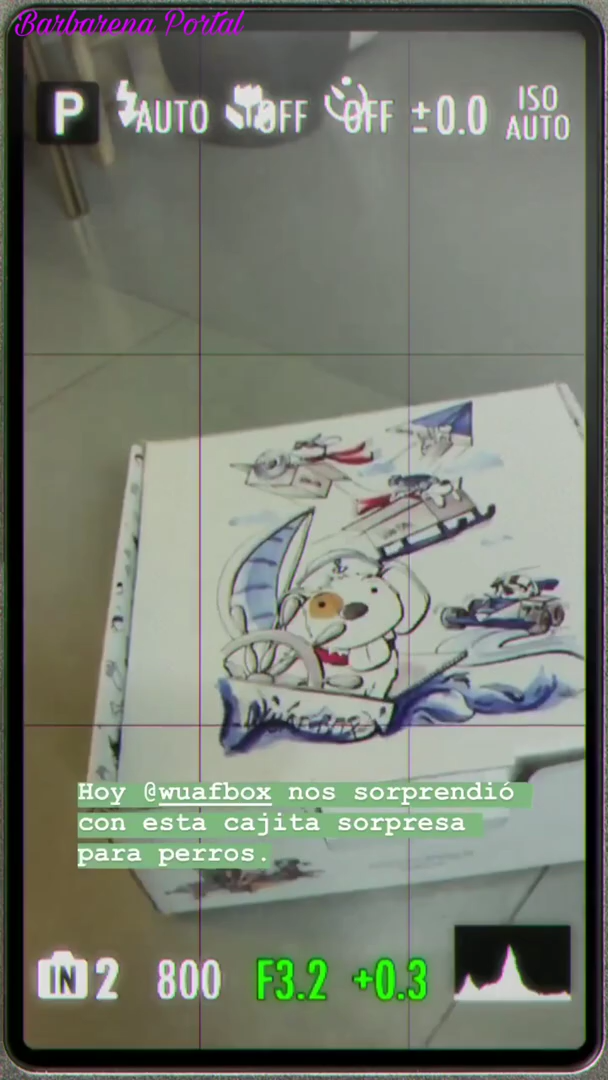 Barbarena Portal
P AUTO OFF OFF ±0.0 ISO AUTO
Hoy @wuafbox nos sorprendió
con esta cajita sorpresa
para perros.
IN 2 800 F3.2 +0.3